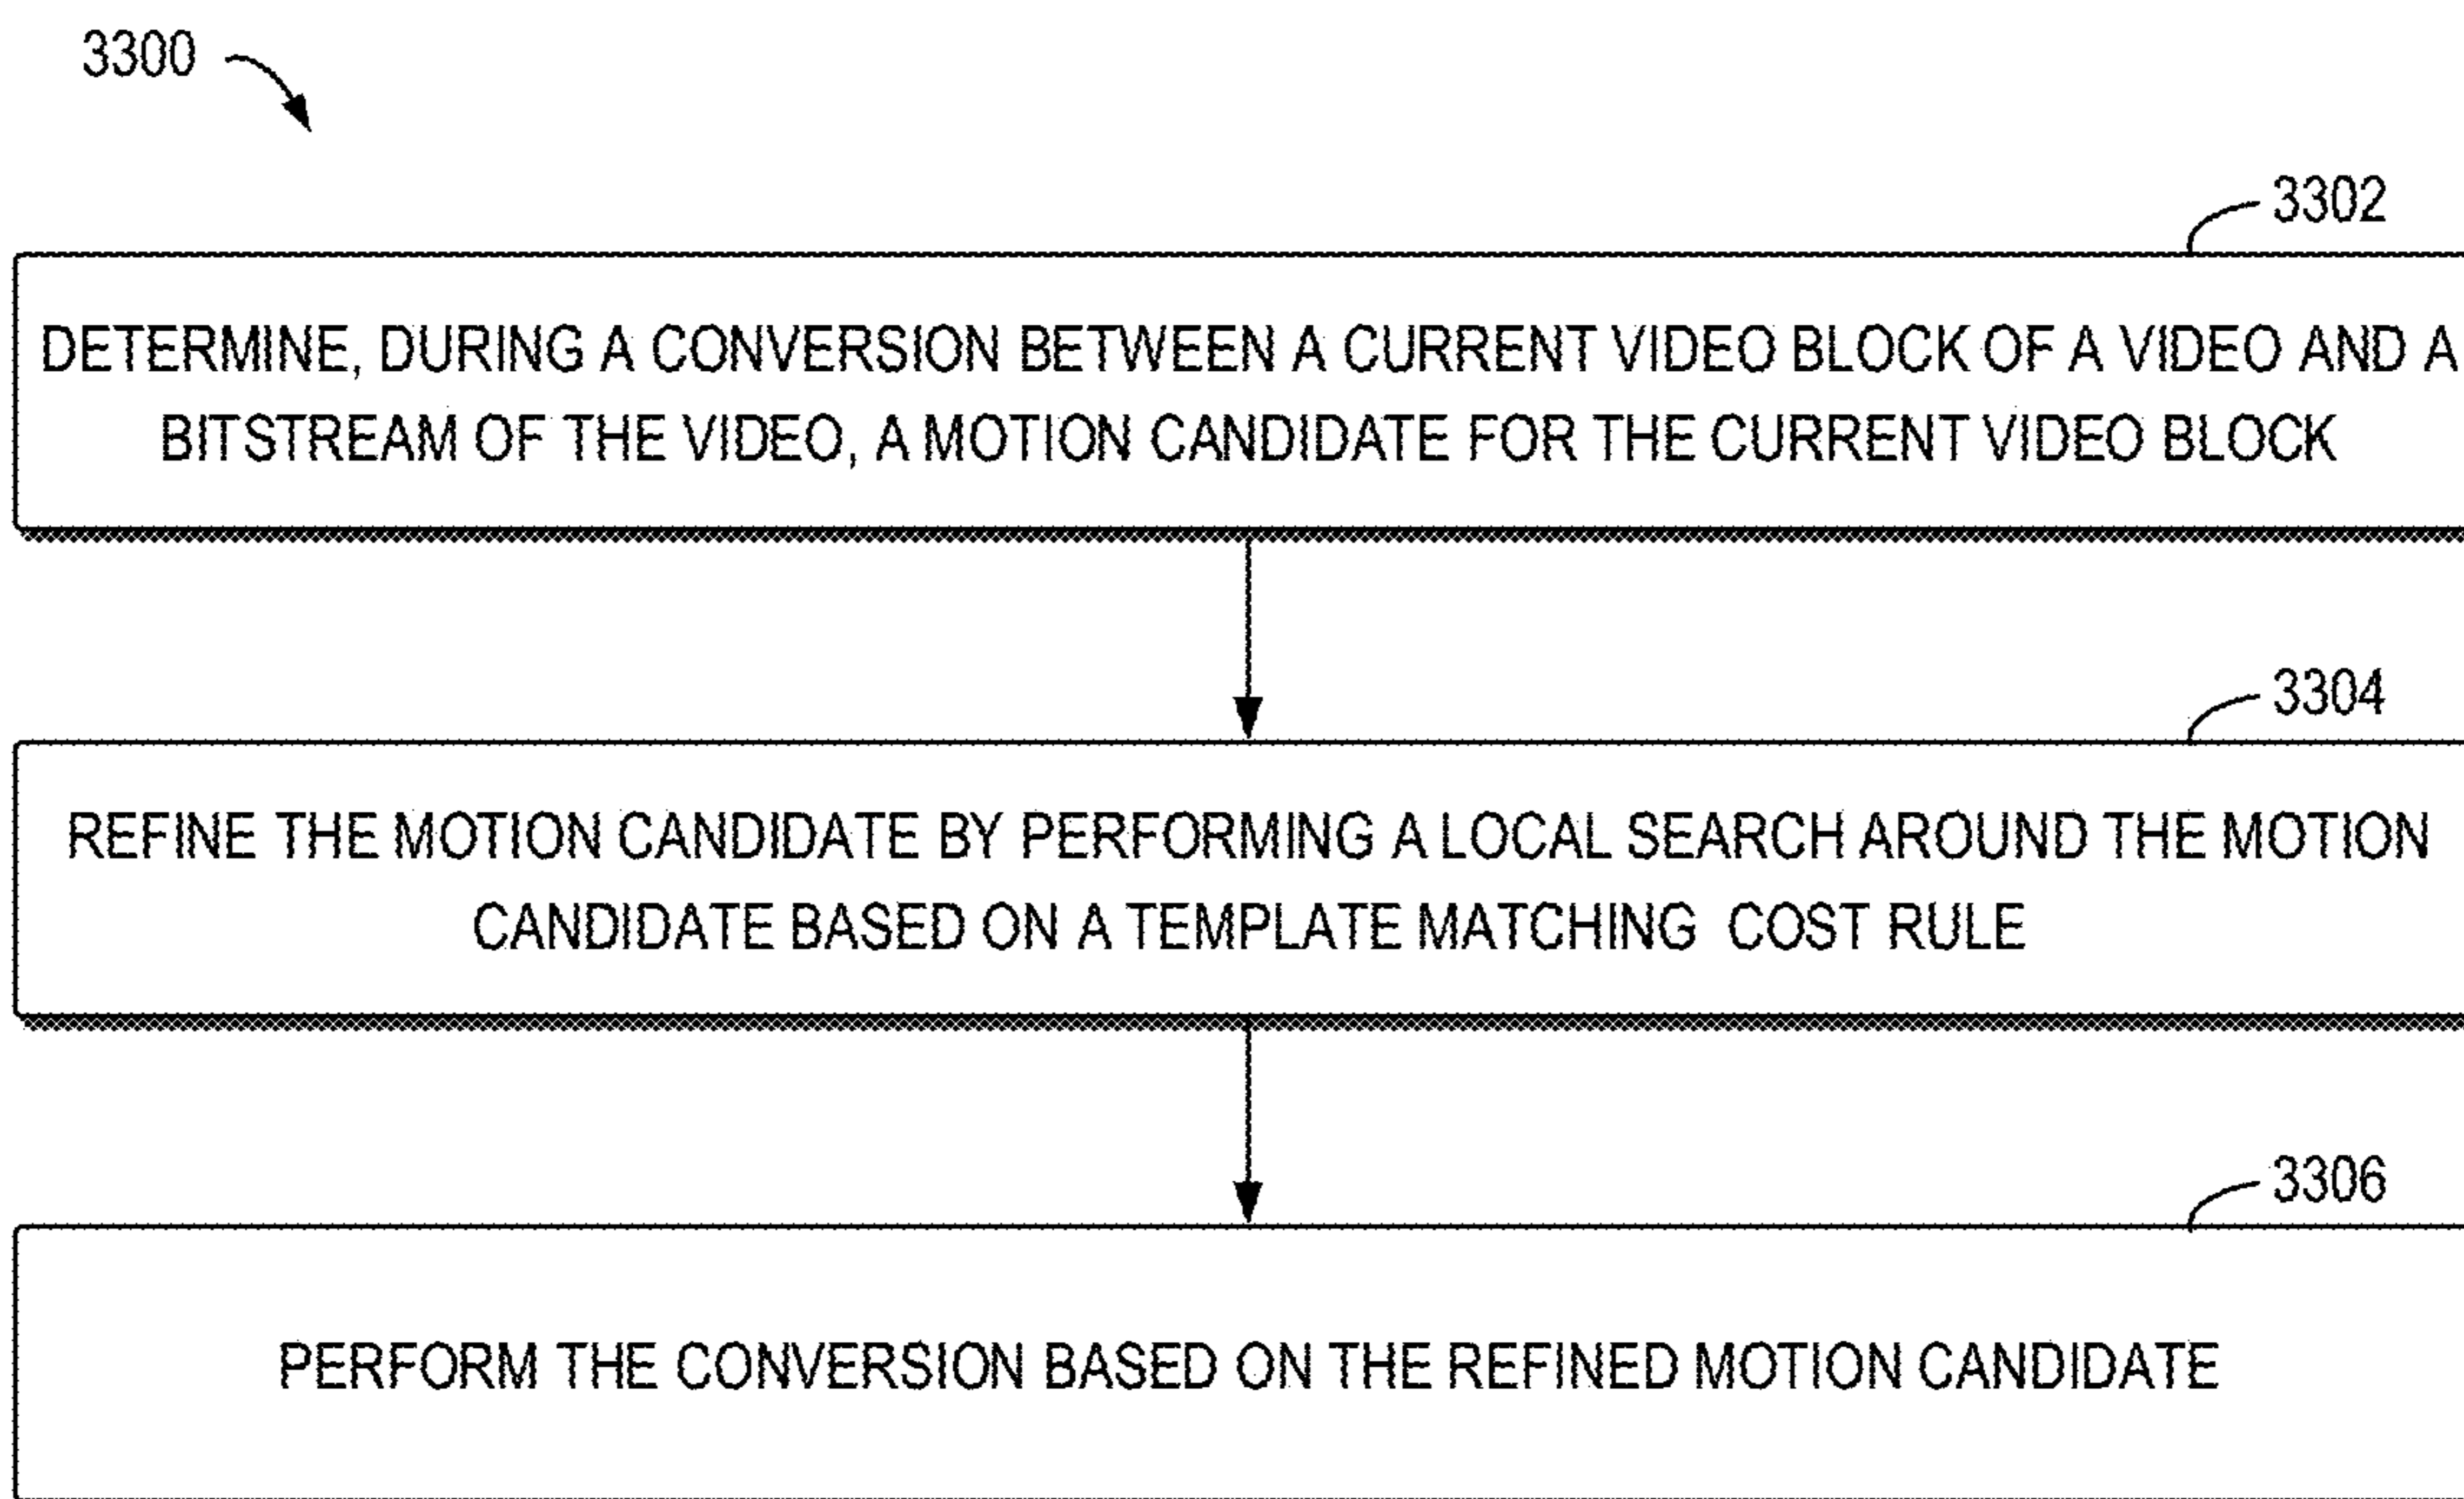 3300
3302
DETERMINE, DURING A CONVERSION BETWEEN A CURRENT VIDEO BLOCK OF A VIDEO AND A
BITSTREAM OF THE VIDEO, A MOTION CANDIDATE FOR THE CURRENT VIDEO BLOCK
3304
REFINE THE MOTION CANDIDATE BY PERFORMING A LOCAL SEARCH AROUND THE MOTION
CANDIDATE BASED ON A TEMPLATE MATCHING COST RULE
3306
PERFORM THE CONVERSION BASED ON THE REFINED MOTION CANDIDATE